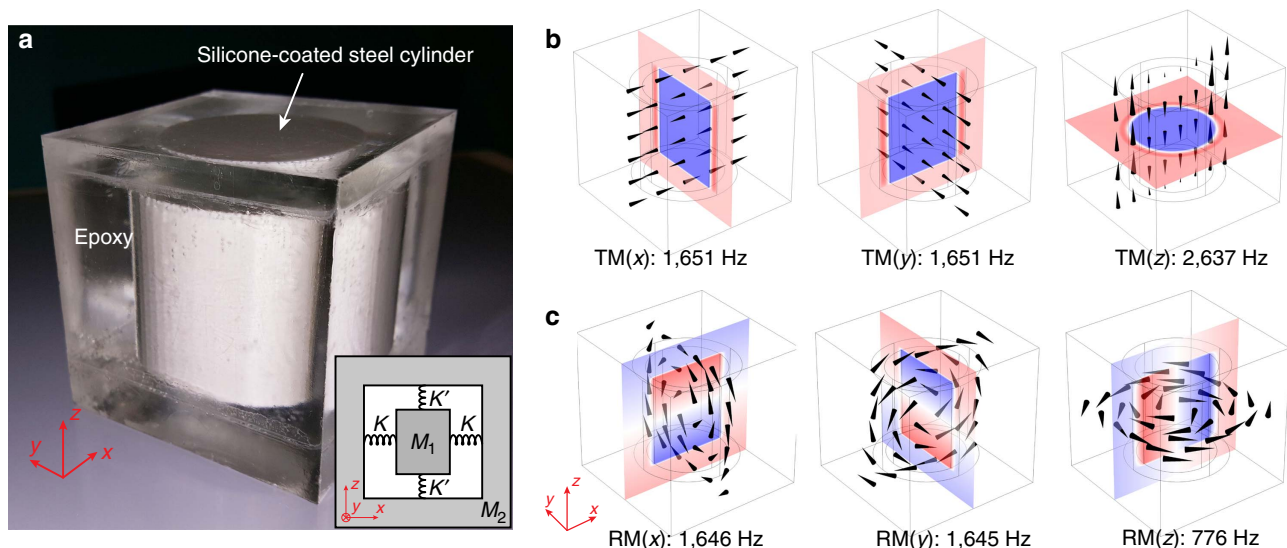 a
Silicone-coated steel cylinder
Epoxy
z
y
x
K′
K
M1
K
K′
z
y
x
M2
b
TM(x): 1,651 Hz
TM(y): 1,651 Hz
TM(z): 2,637 Hz
c
z
y
x
RM(x): 1,646 Hz
RM(y): 1,645 Hz
RM(z): 776 Hz